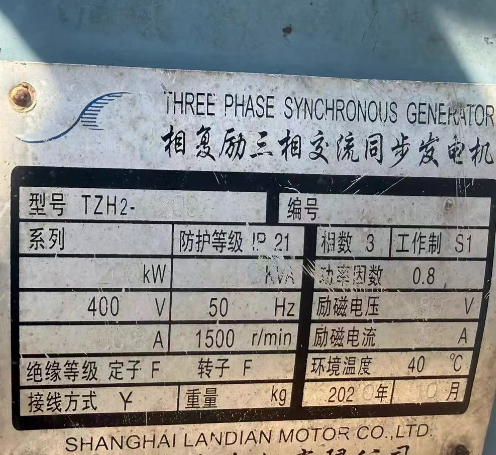 THREE PHASE SYNCHRONOUS GENERATOR
相复励三相交流同步发电机
型号 TZH2- 编号
系列 防护等级 IP 21 相数 3 工作制 S1
kW KVA 功率因数 0.8
400 V 50 Hz 励磁电压 V
A 1500 r/min 励磁电流 A
绝缘等级 定子 F 转子 F 环境温度 40 ℃
接线方式 Y 重量 kg 202 年 月
SHANGHAI LANDIAN MOTOR CO.,LTD.